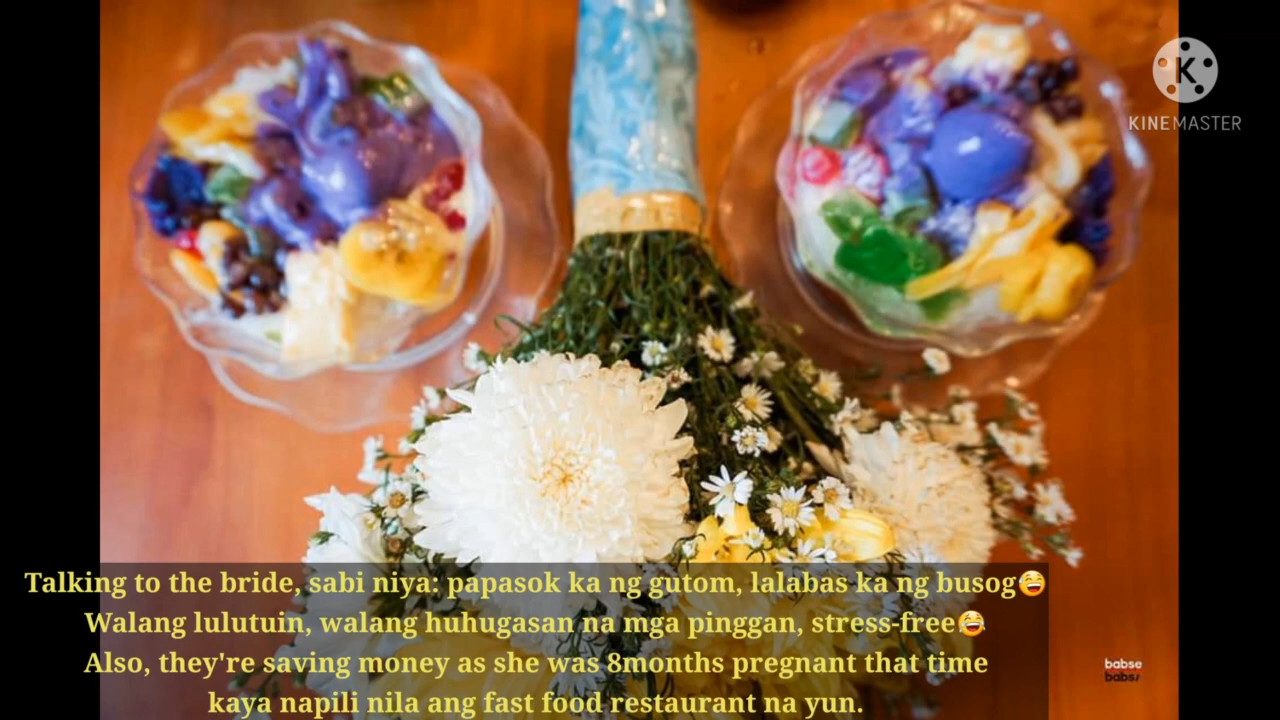 K
KINEMASTER
Talking to the bride, sabi niya: papasok ka ng gutom, lalabas ka ng busog😅
Walang lulutuin, walang huhugasan na mga pinggan, stress-free😂
Also, they're saving money as she was 8months pregnant that time
kaya napili nila ang fast food restaurant na yun.
babse
babs/